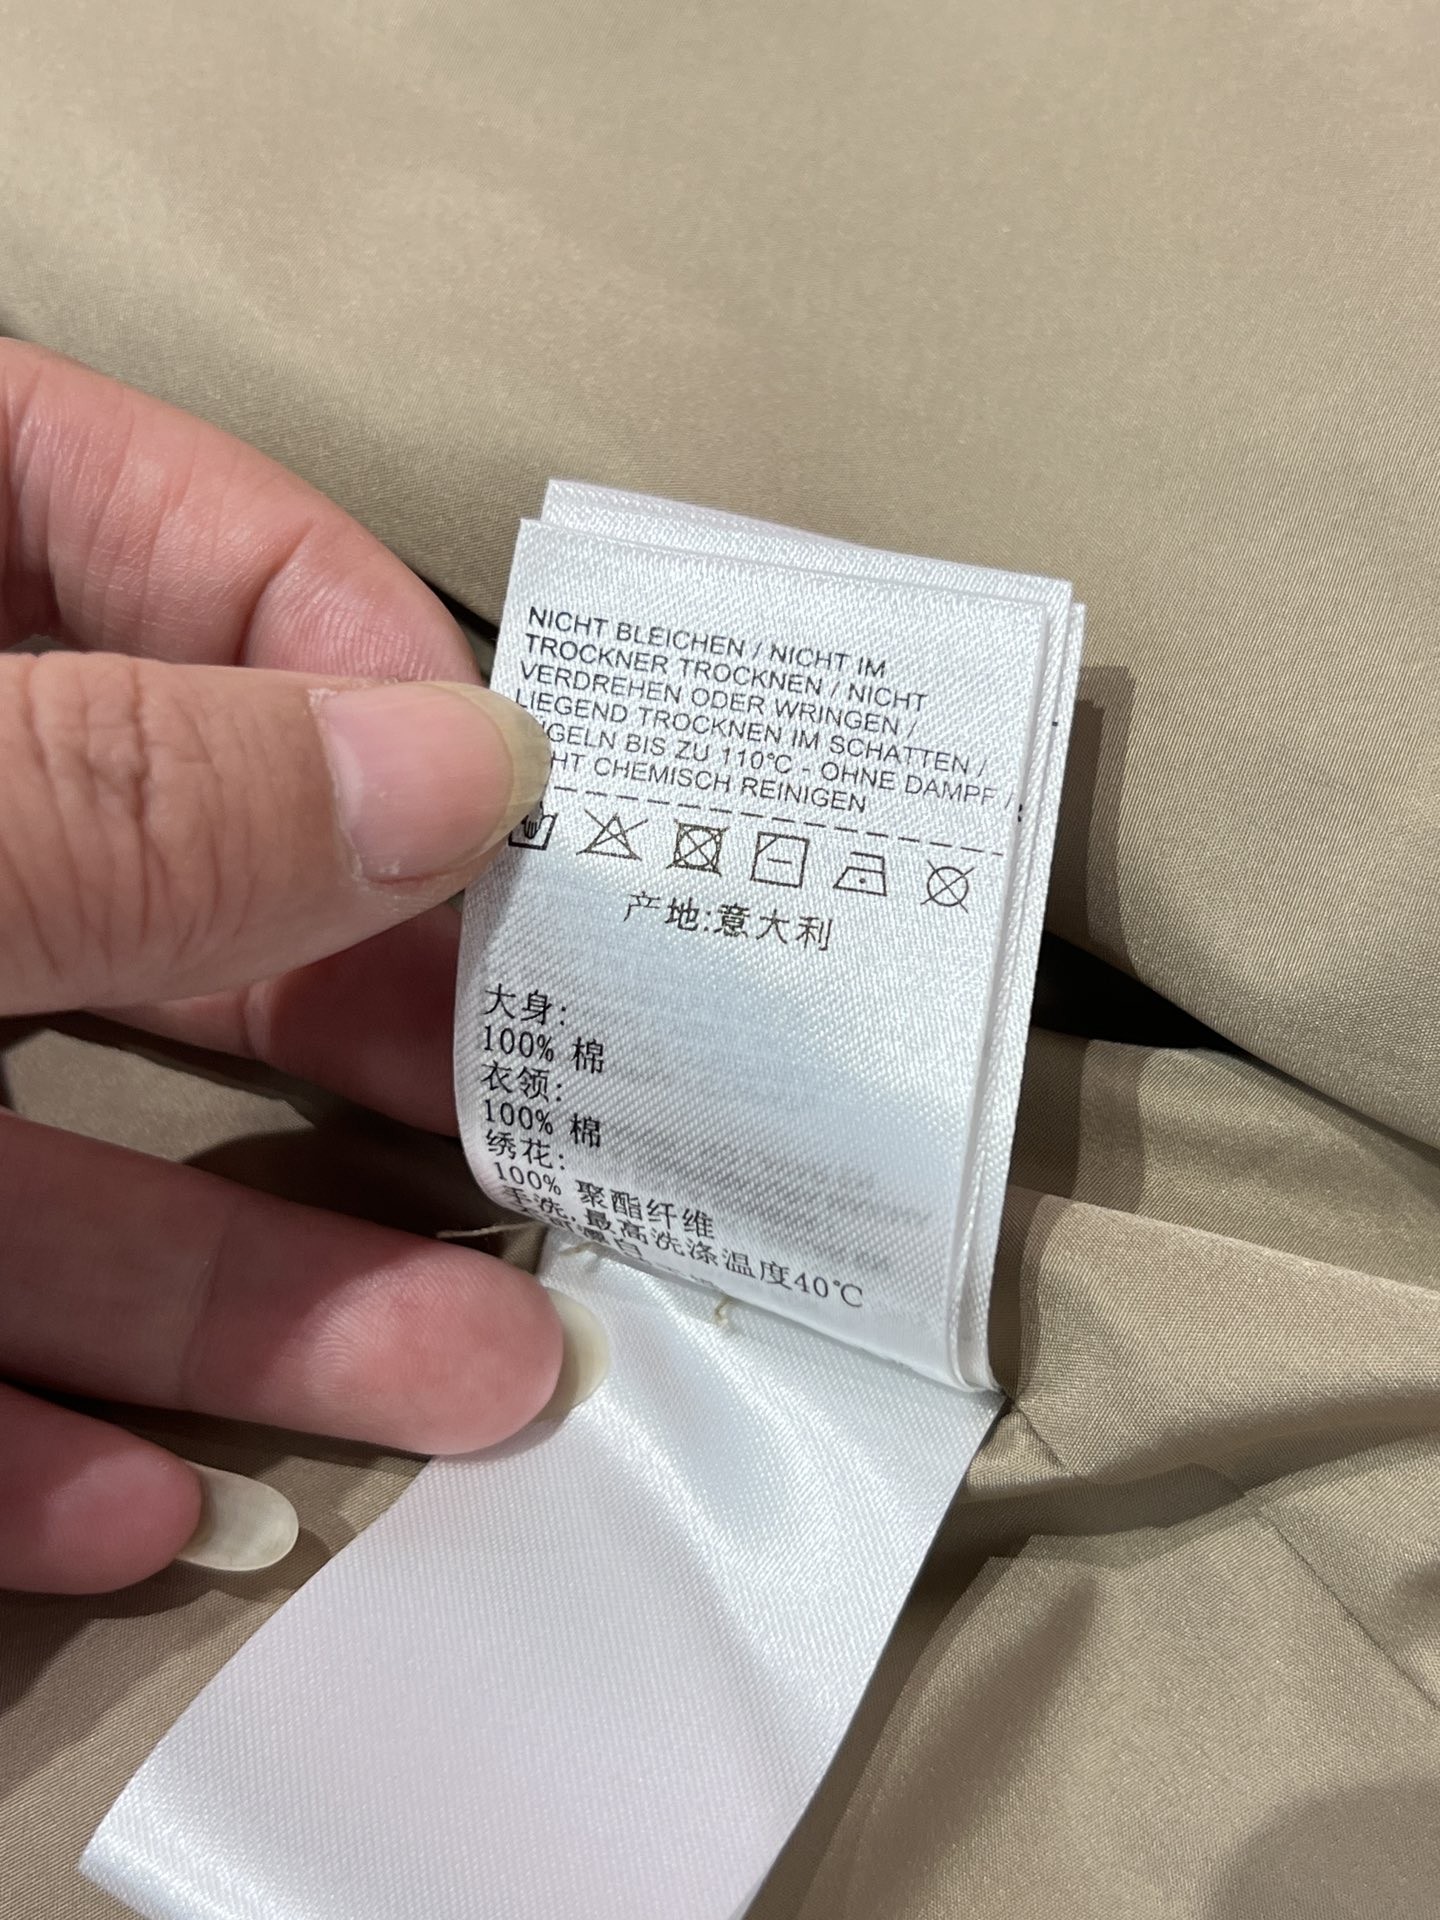 NICHT BLEICHEN / NICHT IM
TROCKNER TROCKNEN / NICHT
VERDREHEN ODER WRINGEN /
LIEGEND TROCKNEN IM SCHATTEN /
BIS ZU 110°C - OHNE DAMPF /
CHEMISCH REINIGEN
产地:意大利
大身:
100% 棉
衣领:
100% 棉
绣花:
100% 聚酯纤维
手洗,最高洗涤温度40℃